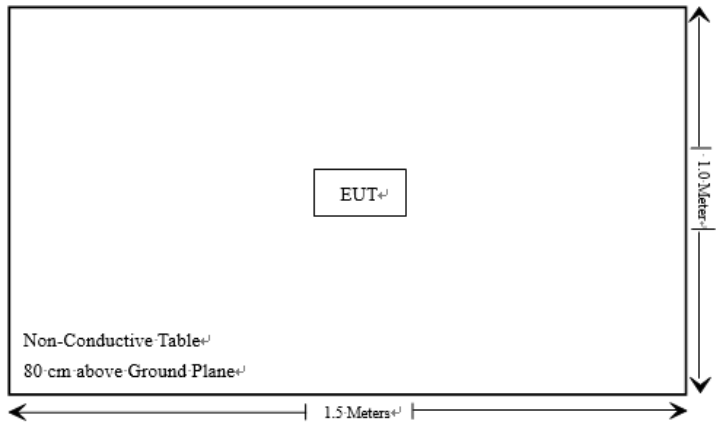 EUT
1.0 Meter
Non-Conductive Table
80 cm above Ground Plane
1.5 Meters